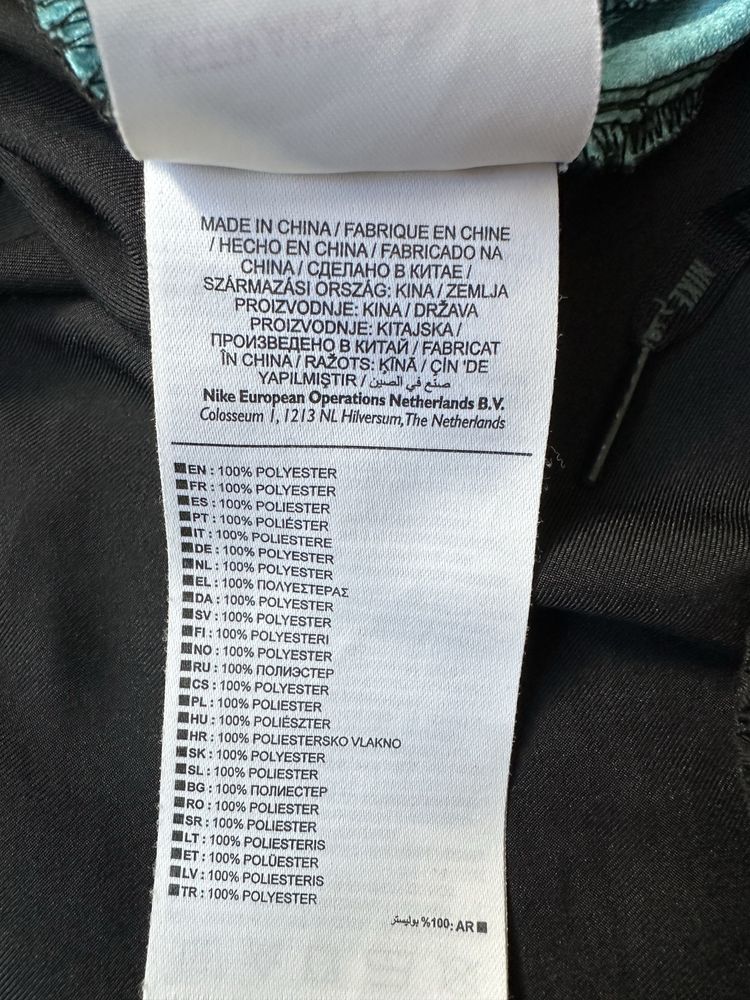 MADE IN CHINA / FABRIQUE EN CHINE
/ HECHO EN CHINA / FABRICADO NA
CHINA / СДЕЛАНО В КИТАЕ /
SZÁRMAZÁSI ORSZÁG: KINA / ZEMLJA
PROIZVODNJE: KINA / DRŽAVA
PROIZVODNJE: KITAJSKA /
ПРОИЗВЕДЕНО В КИТАЙ / FABRICAT
ÎN CHINA / RAŽOTS: ĶĪNĀ / ÇİN 'DE
YAPILMIŞTIR / صنع في الصين
Nike European Operations Netherlands B.V.
Colosseum 1, 1213 NL Hilversum, The Netherlands
EN : 100% POLYESTER
FR : 100% POLYESTER
ES : 100% POLIESTER
PT : 100% POLIÉSTER
IT : 100% POLIESTERE
DE : 100% POLYESTER
NL : 100% POLYESTER
EL : 100% ΠΟΛΥΕΣΤΕΡΑΣ
DA : 100% POLYESTER
SV : 100% POLYESTER
FI : 100% POLYESTERI
NO : 100% POLYESTER
RU : 100% ПОЛИЭСТЕР
CS : 100% POLYESTER
PL : 100% POLIESTER
HU : 100% POLIÉSZTER
HR : 100% POLIESTERSKO VLAKNO
SK : 100% POLYESTER
SL : 100% POLIESTER
BG : 100% ПОЛИЕСТЕР
RO : 100% POLIESTER
SR : 100% POLIESTER
LT : 100% POLIESTERIS
ET : 100% POLÜESTER
LV : 100% POLIESTERIS
TR : 100% POLYESTER
AR :100% بوليستر
NIKE